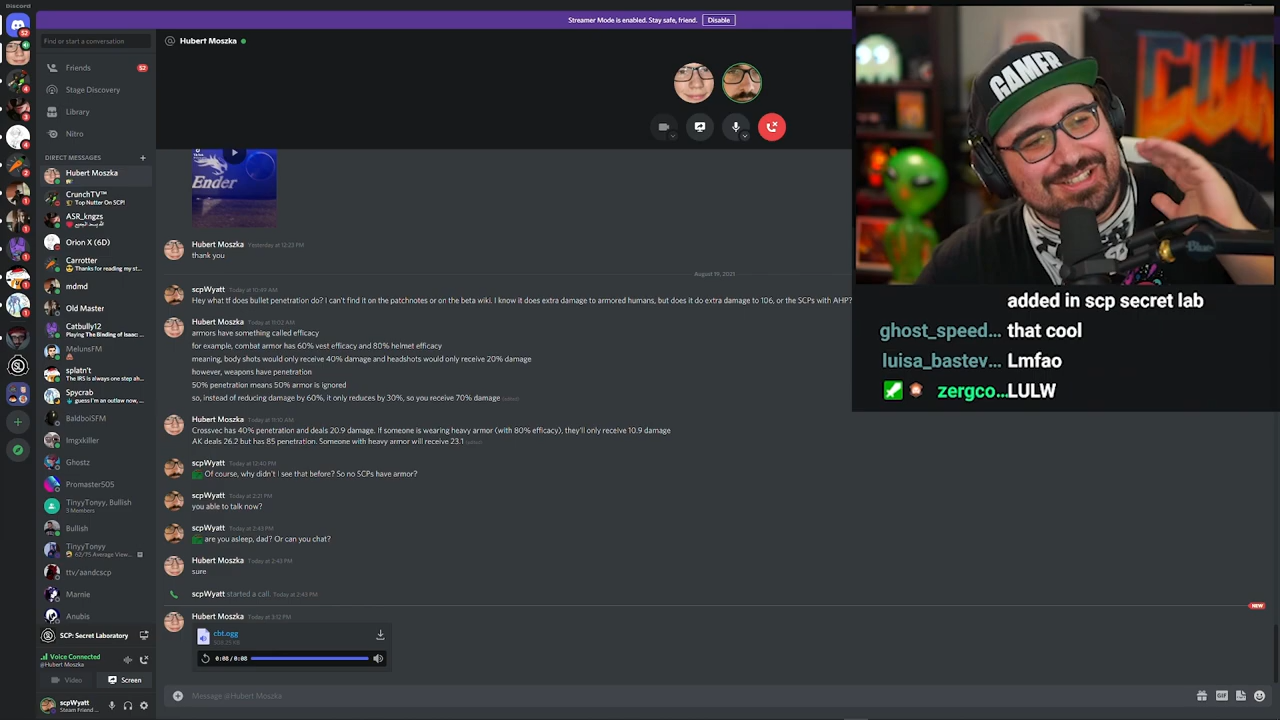 Discord
Streamer Mode is enabled. Stay safe, friend.
Disable
Find or start a conversation
Hubert Moszka
Friends
52
Stage Discovery
Library
Nitro
DIRECT MESSAGES
Hubert Moszka
CrunchTV™
Top Nutter On SCP!
ASR_kngzs
Orion X (6D)
Carrotter
Thanks for reading my st...
mdmd
Old Master
Catbully12
Playing The Binding of Isaac:
MelunsFM
splatn't
The IRS is always one step ah...
Spycrab
guess I'm an outlaw now,
BaldboiSFM
Imgxkiller
Ghostz
Promaster505
TinyyTonyy, Bullish
3 Members
Bullish
TinyyTonyy
62/75 Average View...
ttv/aandcscp
Marnie
Anubis
SCP: Secret Laboratory
Voice Connected
@Hubert Moszka
Video
Screen
scpWyatt
Steam Friend
Ender
Hubert Moszka Yesterday at 12:23 PM
thank you
August 19, 2021
scpWyatt Today at 10:49 AM
Hey what tf does bullet penetration do? I can't find it on the patchnotes or on the beta wiki. I know it does extra damage to armored humans, but does it do extra damage to 106, or the SCPs with AHP?
Hubert Moszka Today at 11:02 AM
armors have something called efficacy
for example, combat armor has 60% vest efficacy and 80% helmet efficacy
meaning, body shots would only receive 40% damage and headshots would only receive 20% damage
however, weapons have penetration
50% penetration means 50% armor is ignored
so, instead of reducing damage by 60%, it only reduces by 30%, so you receive 70% damage (edited)
Hubert Moszka Today at 11:10 AM
Crossvec has 40% penetration and deals 20.9 damage. If someone is wearing heavy armor (with 80% efficacy), they'll only receive 10.9 damage
AK deals 26.2 but has 85 penetration. Someone with heavy armor will receive 23.1 (edited)
scpWyatt Today at 12:40 PM
Of course, why didn't I see that before? So no SCPs have armor?
scpWyatt Today at 2:21 PM
you able to talk now?
scpWyatt Today at 2:43 PM
are you asleep, dad? Or can you chat?
Hubert Moszka Today at 2:43 PM
sure
scpWyatt started a call. Today at 2:43 PM
NEW
Hubert Moszka Today at 3:12 PM
cbt.ogg
0:08/0:08
Message @Hubert Moszka
GIF
GAMER
Blue
added in scp secret lab
ghost_speed... that cool
luisa_bastev... Lmfao
zergco... LULW